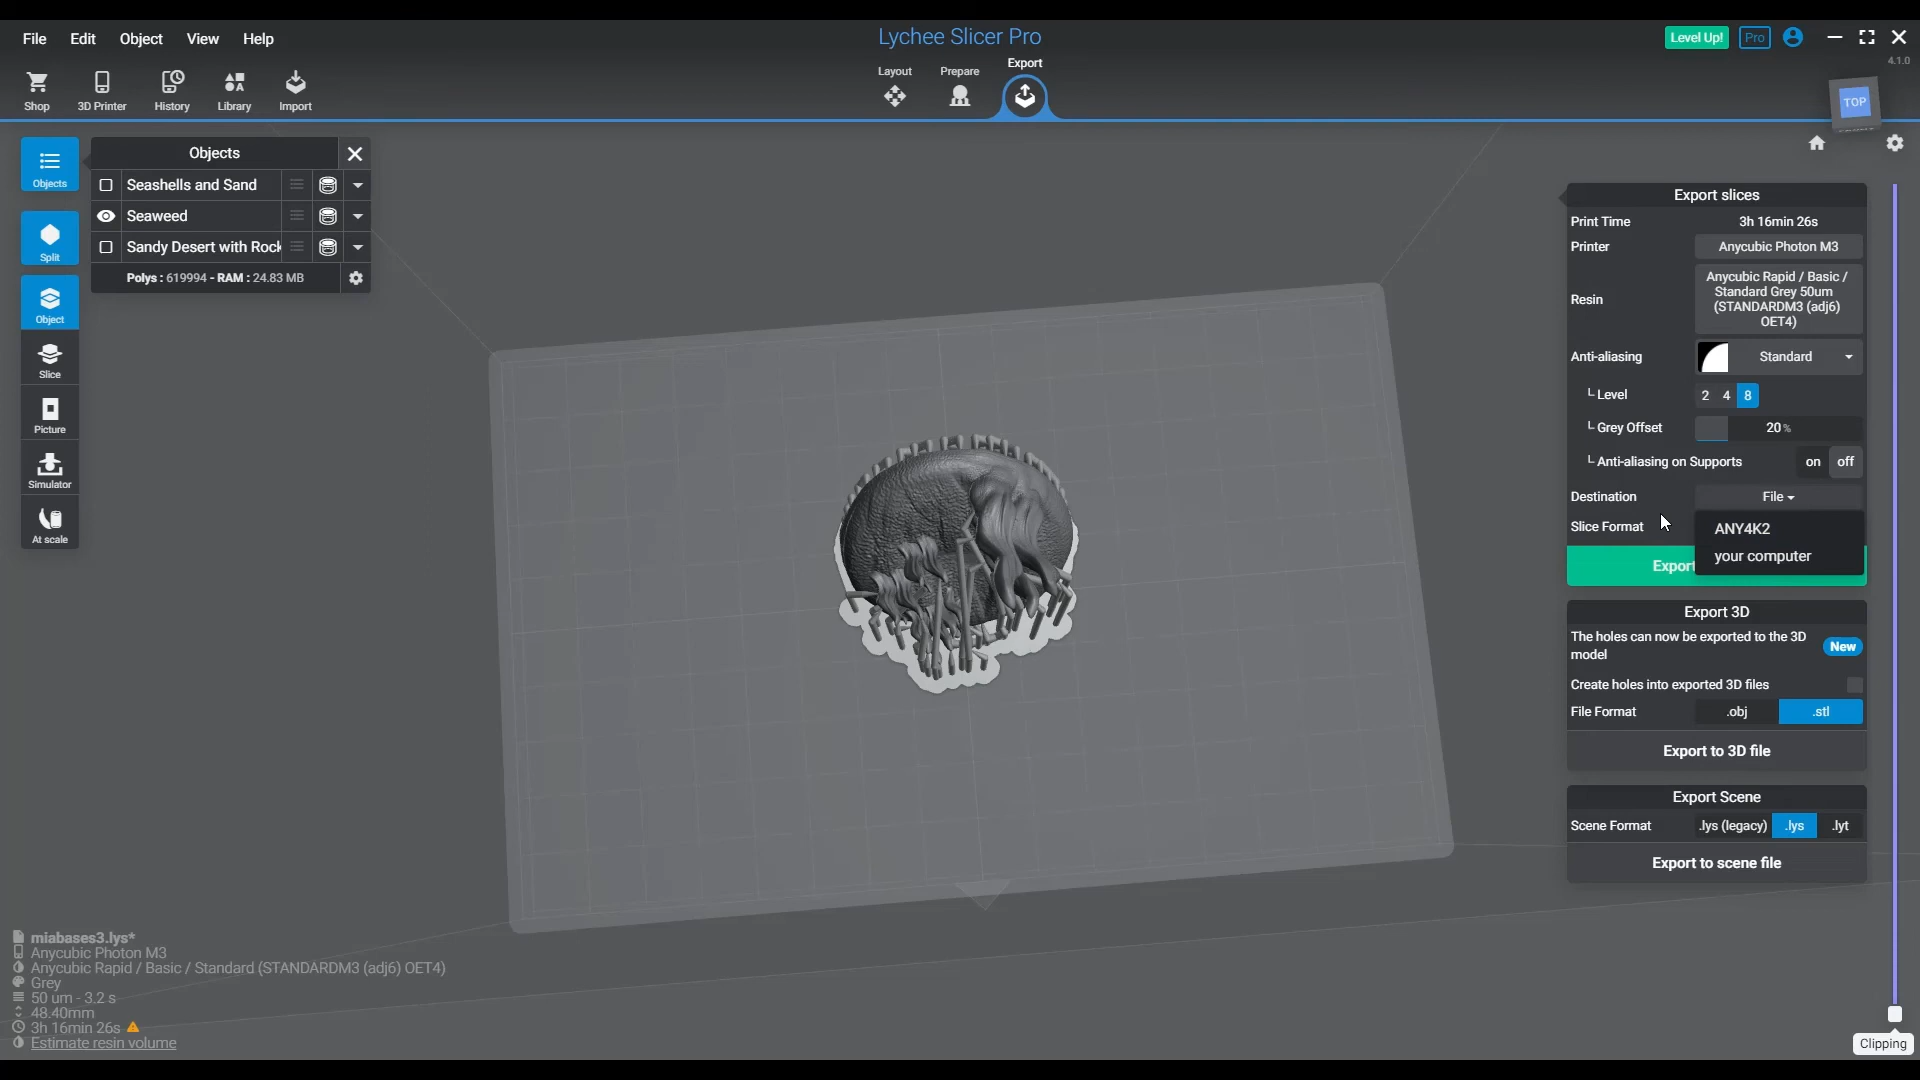 File Edit Object View Help
Lychee Slicer Pro
Level Up! Pro
4.1.0
Shop 3D Printer History Library Import
Layout Prepare Export
TOP
Objects
Split
Object
Slice
Picture
Simulator
At scale
Objects
Seashells and Sand
Seaweed
Sandy Desert with Rock
Polys : 619994 - RAM : 24.83 MB
Export slices
Print Time 3h 16min 26s
Printer Anycubic Photon M3
Resin
Anycubic Rapid / Basic /
Standard Grey 50um
(STANDARDM3 (adj6)
OET4)
Anti-aliasing Standard
Level 2 4 8
Grey Offset 20 %
Anti-aliasing on Supports on off
Destination File
Slice Format
ANY4K2
your computer
Export
Export 3D
The holes can now be exported to the 3D
model
New
Create holes into exported 3D files
File Format .obj .stl
Export to 3D file
Export Scene
Scene Format .lys (legacy) .lys .lyt
Export to scene file
miabases3.lys*
Anycubic Photon M3
Anycubic Rapid / Basic / Standard (STANDARDM3 (adj6) OET4)
Grey
50 um - 3.2 s
48.40mm
3h 16min 26s
Estimate resin volume
Clipping